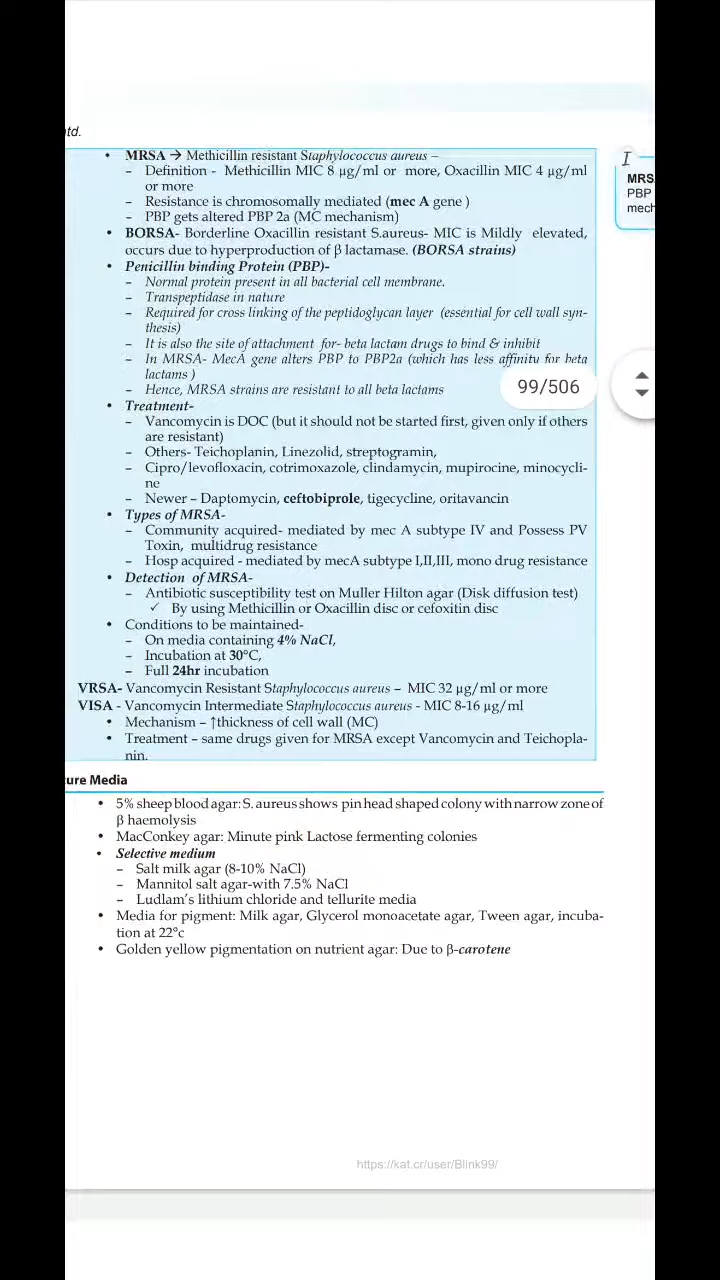 td.
• MRSA → Methicillin resistant Staphylococcus aureus –
– Definition - Methicillin MIC 8 µg/ml or more, Oxacillin MIC 4 µg/ml
or more
– Resistance is chromosomally mediated (mec A gene )
– PBP gets altered PBP 2a (MC mechanism)
• BORSA- Borderline Oxacillin resistant S.aureus- MIC is Mildly elevated,
occurs due to hyperproduction of β lactamase. (BORSA strains)
• Penicillin binding Protein (PBP)-
– Normal protein present in all bacterial cell membrane.
– Transpeptidase in nature
– Required for cross linking of the peptidoglycan layer (essential for cell wall syn-
thesis)
– It is also the site of attachment for- beta lactam drugs to bind & inhibit
– In MRSA- MecA gene alters PBP to PBP2a (which has less affinity for beta
lactams )
– Hence, MRSA strains are resistant to all beta lactams
• Treatment-
– Vancomycin is DOC (but it should not be started first, given only if others
are resistant)
– Others- Teichoplanin, Linezolid, streptogramin,
– Cipro/levofloxacin, cotrimoxazole, clindamycin, mupirocine, minocycli-
ne
– Newer – Daptomycin, ceftobiprole, tigecycline, oritavancin
• Types of MRSA-
– Community acquired- mediated by mec A subtype IV and Possess PV
Toxin, multidrug resistance
– Hosp acquired - mediated by mecA subtype I,II,III, mono drug resistance
• Detection of MRSA-
– Antibiotic susceptibility test on Muller Hilton agar (Disk diffusion test)
✓ By using Methicillin or Oxacillin disc or cefoxitin disc
• Conditions to be maintained-
– On media containing 4% NaCl,
– Incubation at 30°C,
– Full 24hr incubation
VRSA- Vancomycin Resistant Staphylococcus aureus – MIC 32 µg/ml or more
VISA - Vancomycin Intermediate Staphylococcus aureus - MIC 8-16 µg/ml
• Mechanism – ↑thickness of cell wall (MC)
• Treatment – same drugs given for MRSA except Vancomycin and Teichopla-
nin.
I
MRS
PBP
mech
99/506
ure Media
• 5% sheep blood agar: S. aureus shows pin head shaped colony with narrow zone of
β haemolysis
• MacConkey agar: Minute pink Lactose fermenting colonies
• Selective medium
– Salt milk agar (8-10% NaCl)
– Mannitol salt agar-with 7.5% NaCl
– Ludlam's lithium chloride and tellurite media
• Media for pigment: Milk agar, Glycerol monoacetate agar, Tween agar, incuba-
tion at 22°c
• Golden yellow pigmentation on nutrient agar: Due to β-carotene
https://kat.cr/user/Blink99/